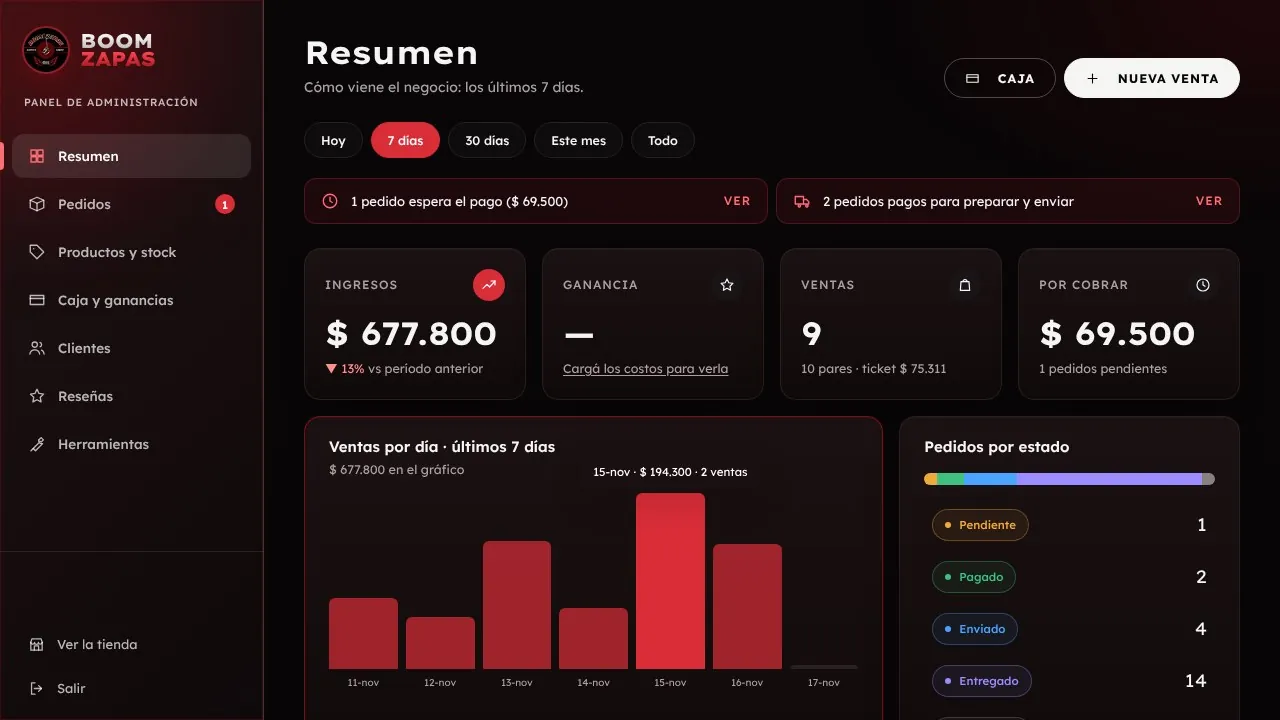 BOOM
ZAPAS
PANEL DE ADMINISTRACIÓN
Resumen
Pedidos
1
Productos y stock
Caja y ganancias
Clientes
Reseñas
Herramientas
Ver la tienda
Salir
Resumen
Cómo viene el negocio: los últimos 7 días.
CAJA
+ NUEVA VENTA
Hoy
7 días
30 días
Este mes
Todo
1 pedido espera el pago ($ 69.500)
VER
2 pedidos pagos para preparar y enviar
VER
INGRESOS
$ 677.800
▼ 13% vs período anterior
GANANCIA
—
Cargá los costos para verla
VENTAS
9
10 pares · ticket $ 75.311
POR COBRAR
$ 69.500
1 pedidos pendientes
Ventas por día · últimos 7 días
$ 677.800 en el gráfico
15-nov · $ 194.300 · 2 ventas
11-nov
12-nov
13-nov
14-nov
15-nov
16-nov
17-nov
Pedidos por estado
Pendiente
1
Pagado
2
Enviado
4
Entregado
14